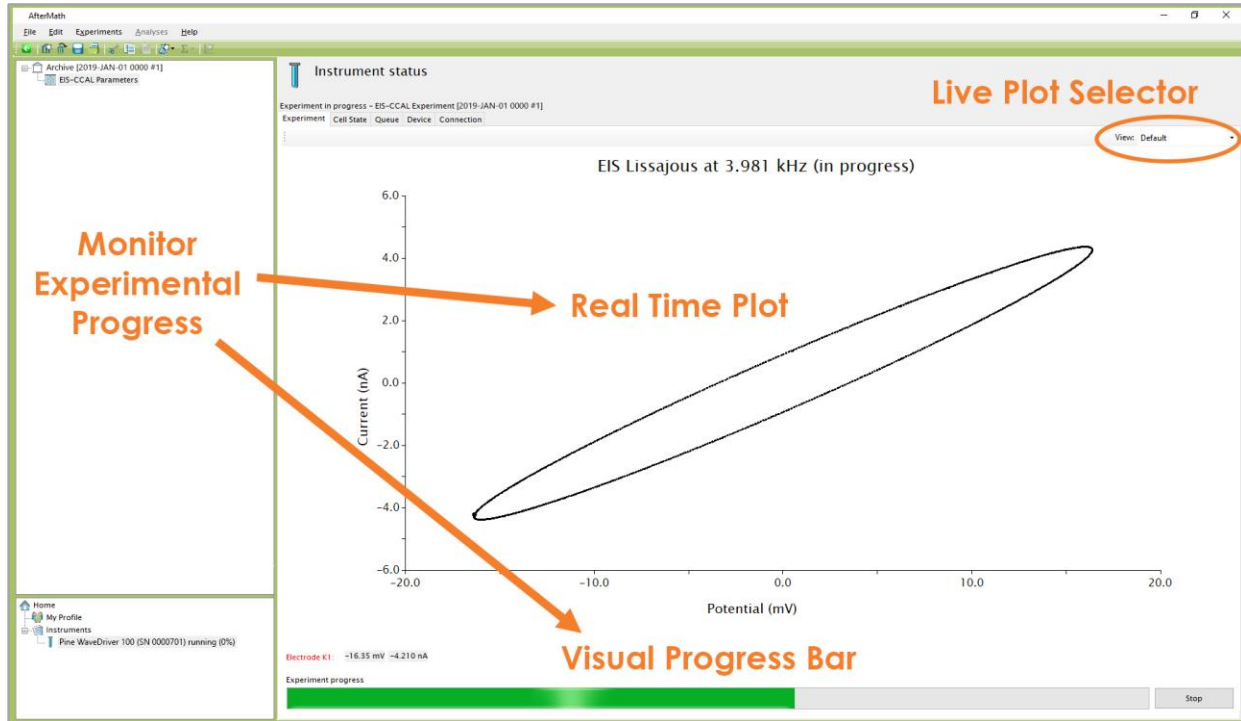 AfterMath
File Edit Experiments Analyses Help
Archive [2019-JAN-01 0000 #1]
EIS-CCAL Parameters
Instrument status
Experiment in progress - EIS-CCAL Experiment [2019-JAN-01 0000 #1]
Experiment Cell State Queue Device Connection
Live Plot Selector
View: Default
EIS Lissajous at 3.981 kHz (in progress)
6.0
4.0
2.0
0.0
-2.0
-4.0
-6.0
Current (nA)
-20.0 -10.0 0.0 10.0 20.0
Potential (mV)
Monitor
Experimental
Progress
Real Time Plot
Visual Progress Bar
Home
My Profile
Instruments
Pine WaveDriver 100 (SN 0000701) running (0%)
Electrode K1: -16.35 mV -4.210 nA
Experiment progress
Stop